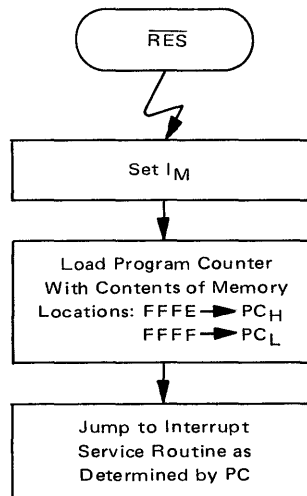 R̅E̅S̅
Set I_M
Load Program Counter
With Contents of Memory
Locations: FFFE → PC_H
FFFF → PC_L
Jump to Interrupt
Service Routine as
Determined by PC